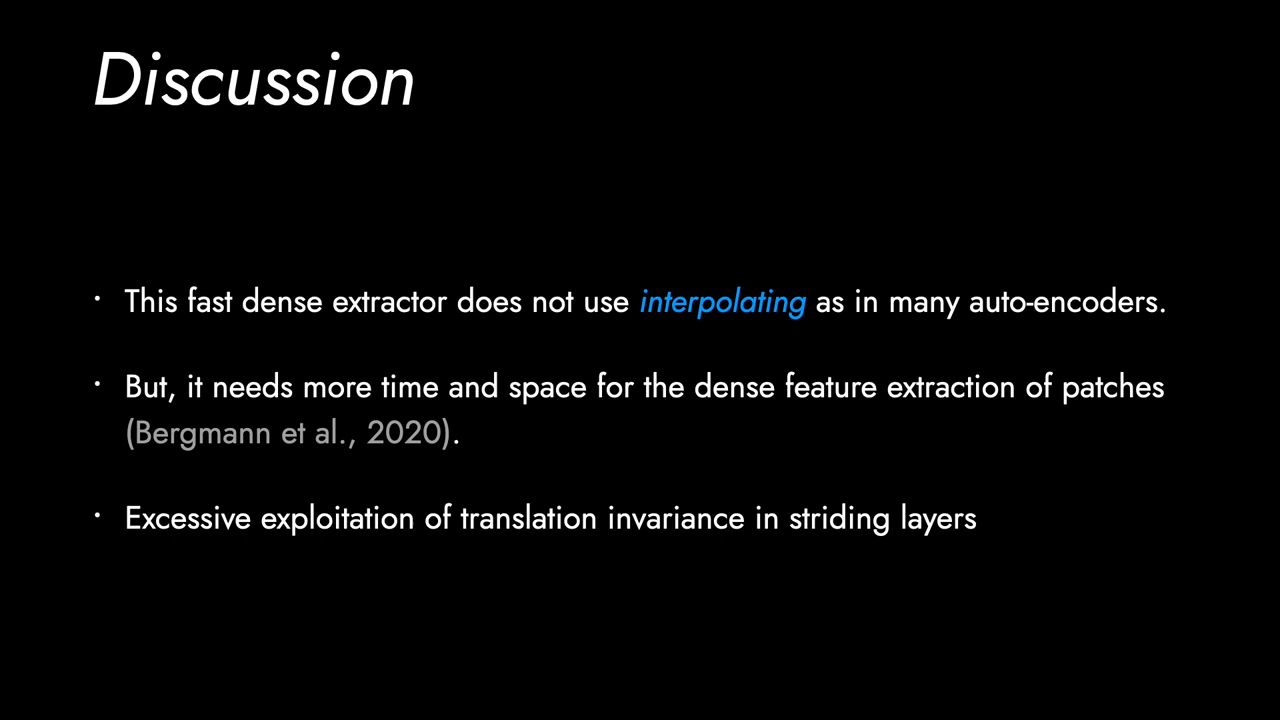 Discussion
• This fast dense extractor does not use interpolating as in many auto-encoders.
• But, it needs more time and space for the dense feature extraction of patches
(Bergmann et al., 2020).
• Excessive exploitation of translation invariance in striding layers